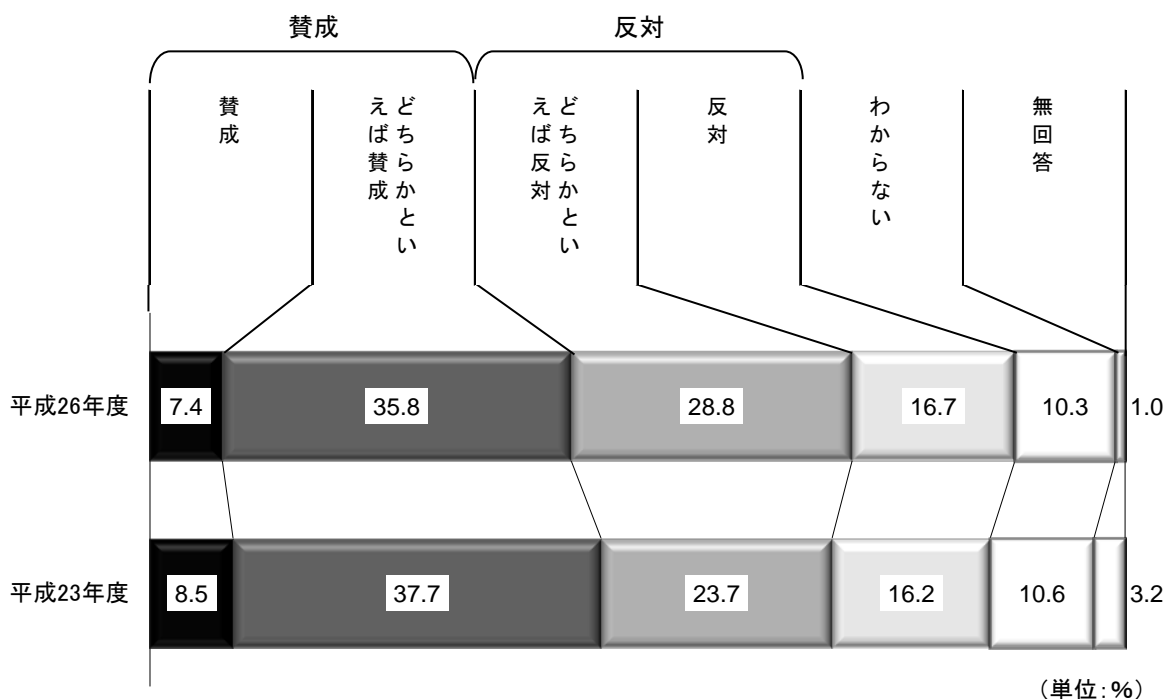 賛成
反対
賛成
どちらかとい
えば賛成
どちらかとい
えば反対
反対
わからない
無回答
平成26年度
7.4
35.8
28.8
16.7
10.3
1.0
平成23年度
8.5
37.7
23.7
16.2
10.6
3.2
(単位:%)